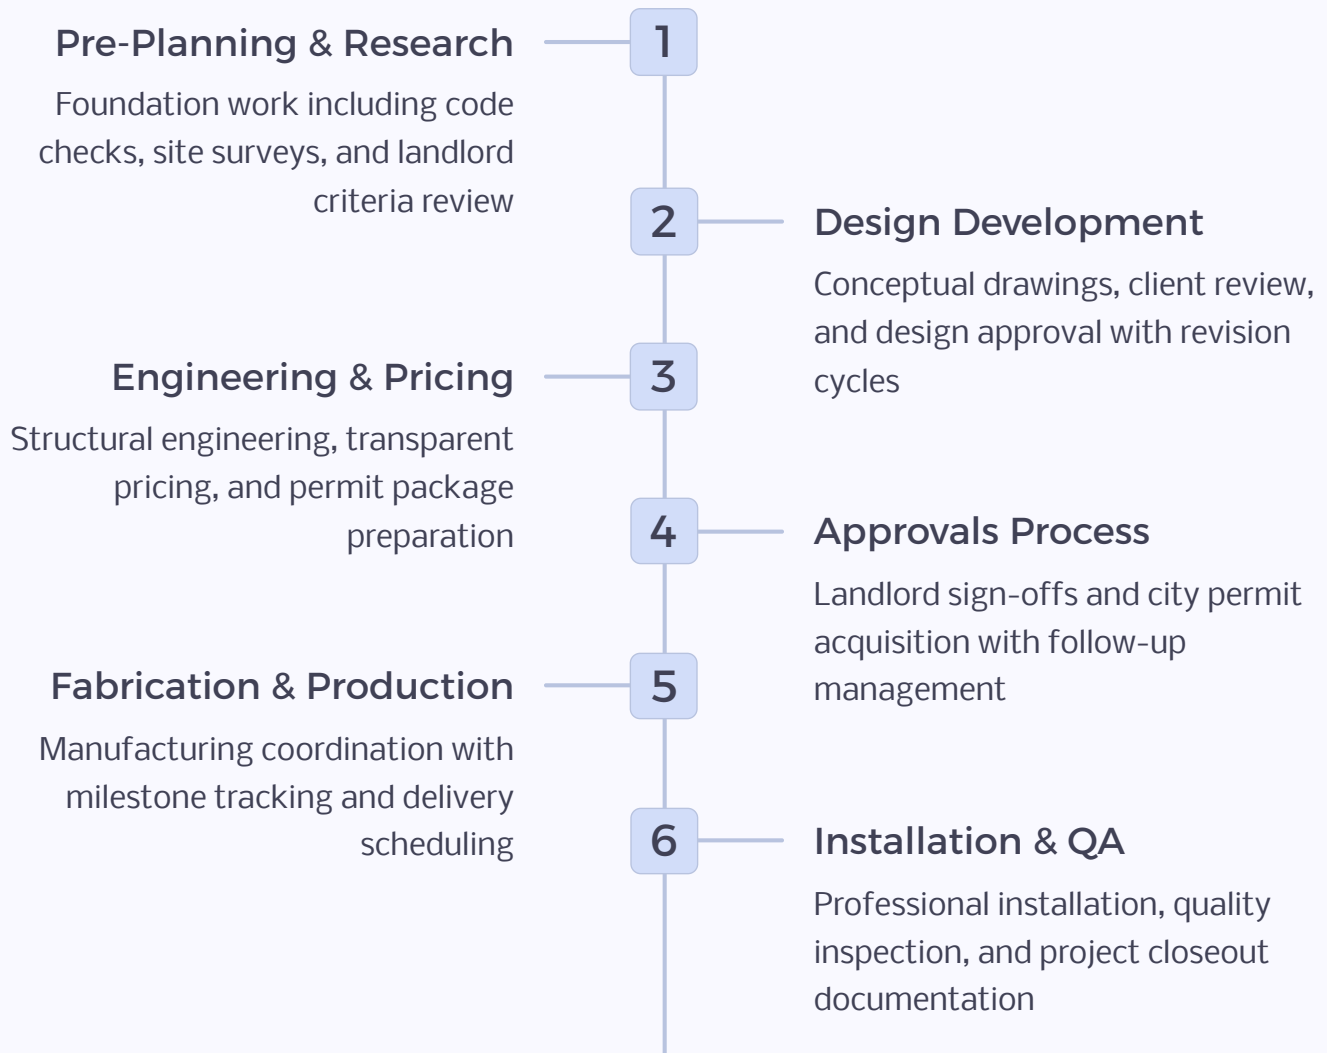 1
Pre-Planning & Research
Foundation work including code
checks, site surveys, and landlord
criteria review
2
Design Development
Conceptual drawings, client review,
and design approval with revision
cycles
3
Engineering & Pricing
Structural engineering, transparent
pricing, and permit package
preparation
4
Approvals Process
Landlord sign-offs and city permit
acquisition with follow-up
management
5
Fabrication & Production
Manufacturing coordination with
milestone tracking and delivery
scheduling
6
Installation & QA
Professional installation, quality
inspection, and project closeout
documentation